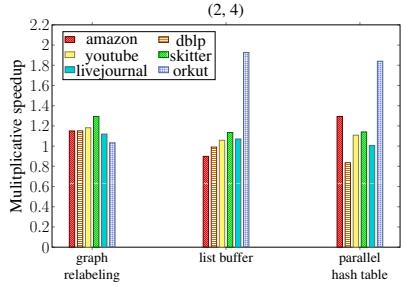 (2, 4)
Mulitplicative speedup
2.2
2
1.8
1.6
1.4
1.2
1
0.8
0.6
0.4
0.2
0
amazon dblp
youtube skitter
livejournal orkut
graph relabeling
list buffer
parallel hash table